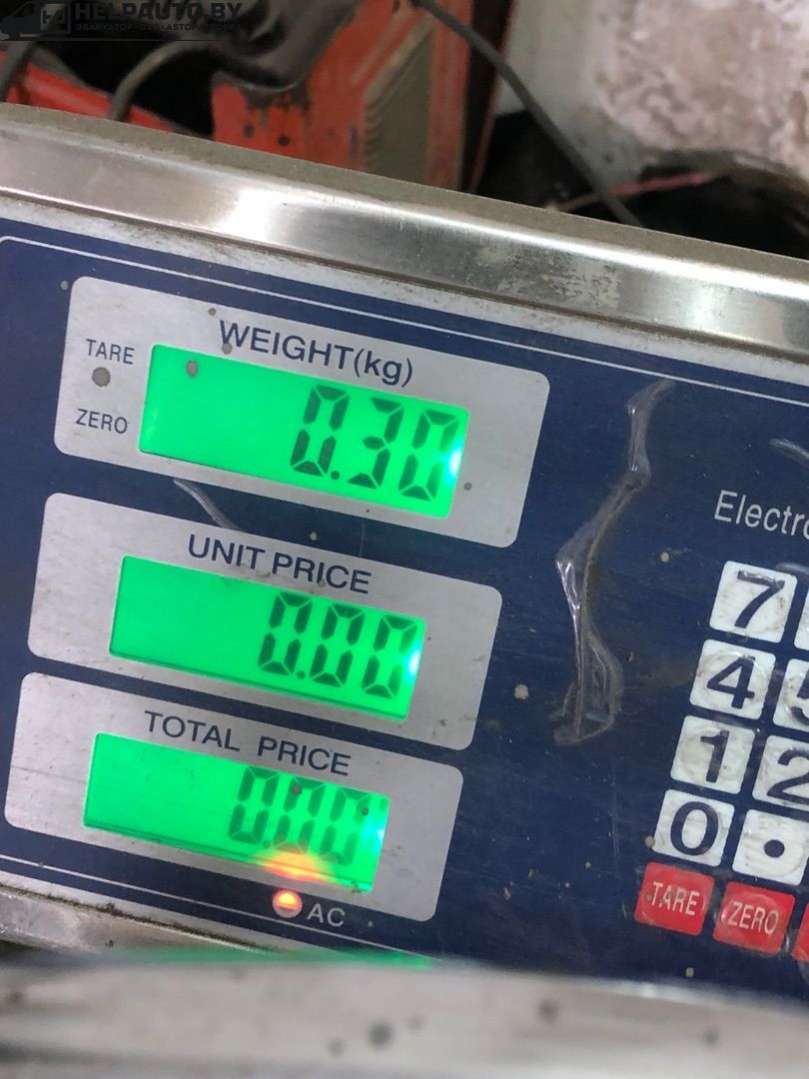 HELPAUTO.BY
WEIGHT(kg)
TARE
ZERO
0.30
UNIT PRICE
0.00
TOTAL PRICE
0.00
AC
Electro
7
4
1 2
0 .
TARE ZERO